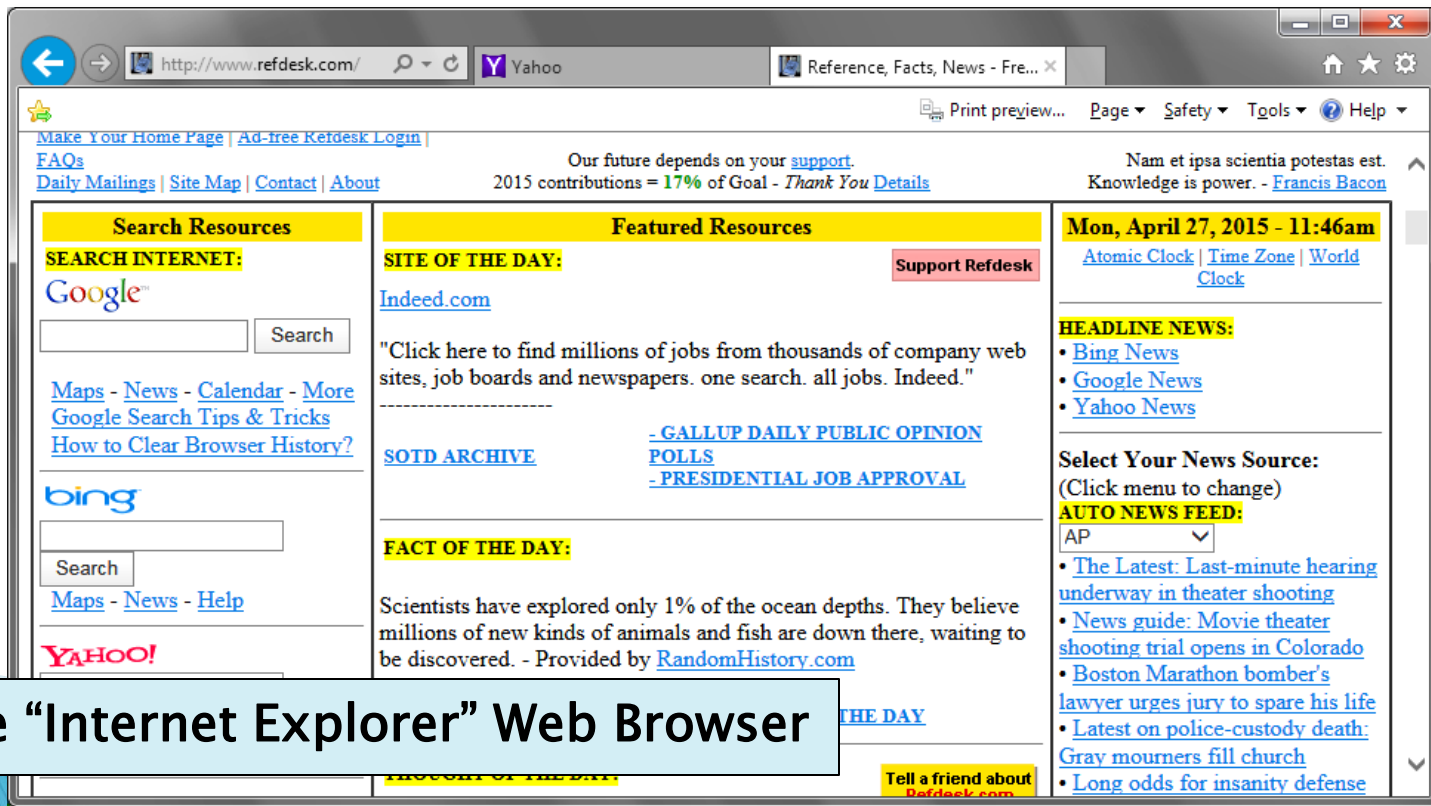 http://www.refdesk.com/
Yahoo
Reference, Facts, News - Fre...
Print preview...
Page
Safety
Tools
Help
Make Your Home Page | Ad-free Refdesk Login |
FAQs
Daily Mailings | Site Map | Contact | About
Our future depends on your support.
2015 contributions = 17% of Goal - Thank You Details
Nam et ipsa scientia potestas est.
Knowledge is power. - Francis Bacon
Search Resources
SEARCH INTERNET:
Google™
Search
Maps - News - Calendar - More
Google Search Tips & Tricks
How to Clear Browser History?
bing
Search
Maps - News - Help
YAHOO!
Featured Resources
SITE OF THE DAY:
Support Refdesk
Indeed.com
"Click here to find millions of jobs from thousands of company web
sites, job boards and newspapers. one search. all jobs. Indeed."
----------------------
SOTD ARCHIVE
- GALLUP DAILY PUBLIC OPINION
POLLS
- PRESIDENTIAL JOB APPROVAL
FACT OF THE DAY:
Scientists have explored only 1% of the ocean depths. They believe
millions of new kinds of animals and fish are down there, waiting to
be discovered. - Provided by RandomHistory.com
THE DAY
THOUGHT OF THE DAY:
Tell a friend about
Refdesk.com
Mon, April 27, 2015 - 11:46am
Atomic Clock | Time Zone | World
Clock
HEADLINE NEWS:
• Bing News
• Google News
• Yahoo News
Select Your News Source:
(Click menu to change)
AUTO NEWS FEED:
AP
• The Latest: Last-minute hearing
underway in theater shooting
• News guide: Movie theater
shooting trial opens in Colorado
• Boston Marathon bomber's
lawyer urges jury to spare his life
• Latest on police-custody death:
Gray mourners fill church
• Long odds for insanity defense
“Internet Explorer” Web Browser